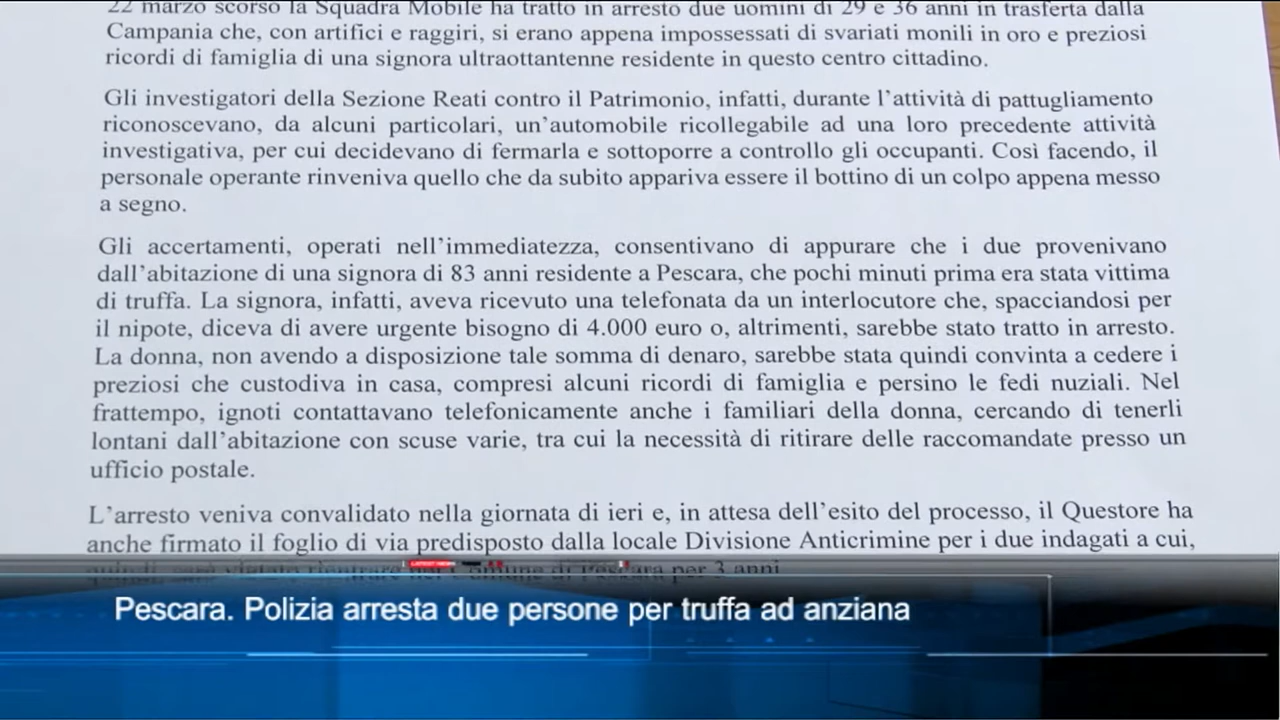 22 marzo scorso la Squadra Mobile ha tratto in arresto due uomini di 29 e 36 anni in trasferta dalla
Campania che, con artifici e raggiri, si erano appena impossessati di svariati monili in oro e preziosi
ricordi di famiglia di una signora ultraottantenne residente in questo centro cittadino.
Gli investigatori della Sezione Reati contro il Patrimonio, infatti, durante l'attività di pattugliamento
riconoscevano, da alcuni particolari, un'automobile ricollegabile ad una loro precedente attività
investigativa, per cui decidevano di fermarla e sottoporre a controllo gli occupanti. Così facendo, il
personale operante rinveniva quello che da subito appariva essere il bottino di un colpo appena messo
a segno.
Gli accertamenti, operati nell'immediatezza, consentivano di appurare che i due provenivano
dall'abitazione di una signora di 83 anni residente a Pescara, che pochi minuti prima era stata vittima
di truffa. La signora, infatti, aveva ricevuto una telefonata da un interlocutore che, spacciandosi per
il nipote, diceva di avere urgente bisogno di 4.000 euro o, altrimenti, sarebbe stato tratto in arresto.
La donna, non avendo a disposizione tale somma di denaro, sarebbe stata quindi convinta a cedere i
preziosi che custodiva in casa, compresi alcuni ricordi di famiglia e persino le fedi nuziali. Nel
frattempo, ignoti contattavano telefonicamente anche i familiari della donna, cercando di tenerli
lontani dall'abitazione con scuse varie, tra cui la necessità di ritirare delle raccomandate presso un
ufficio postale.
L'arresto veniva convalidato nella giornata di ieri e, in attesa dell'esito del processo, il Questore ha
anche firmato il foglio di via predisposto dalla locale Divisione Anticrimine per i due indagati a cui,
per 3 anni
LATEST NEWS
Pescara. Polizia arresta due persone per truffa ad anziana